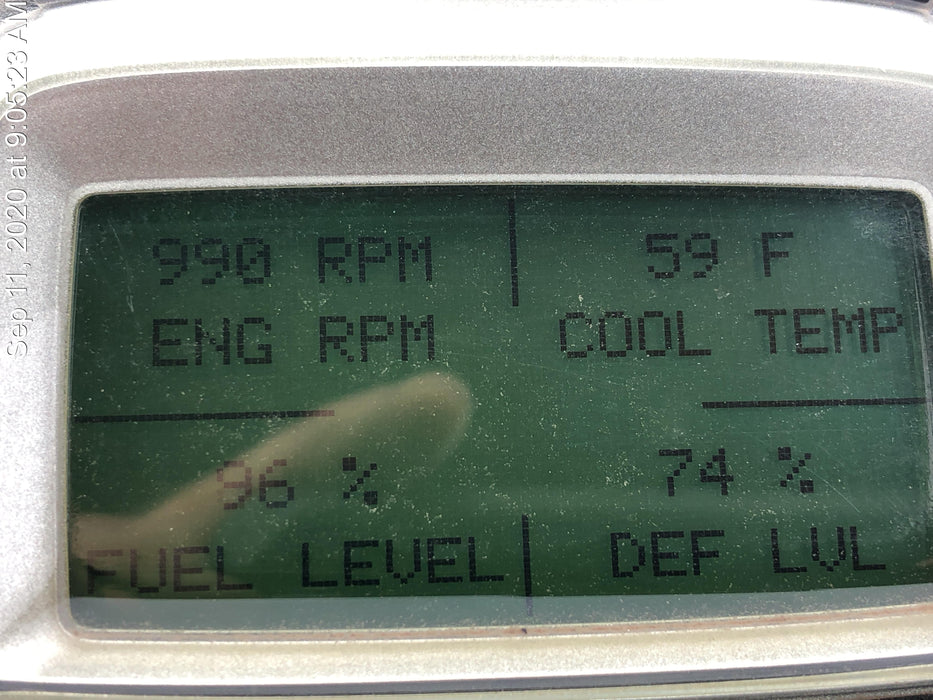 Sep 11, 2020 at 9:05:23 AM
990 RPM
ENG RPM
59 F
COOL TEMP
96 %
FUEL LEVEL
74 %
DEF LVL